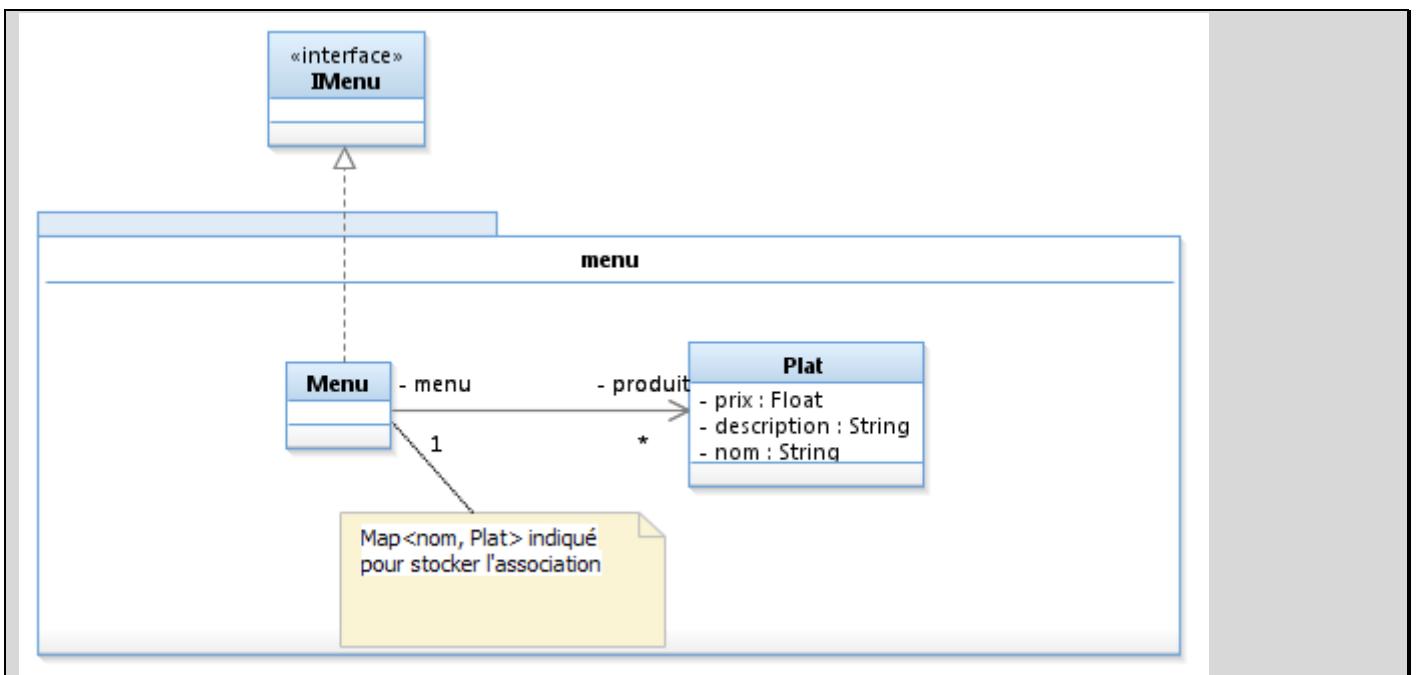 «interface»
IMenu
menu
Menu
- menu
- produit
1
*
Plat
- prix : Float
- description : String
- nom : String
Map<nom, Plat> indiqué
pour stocker l'association